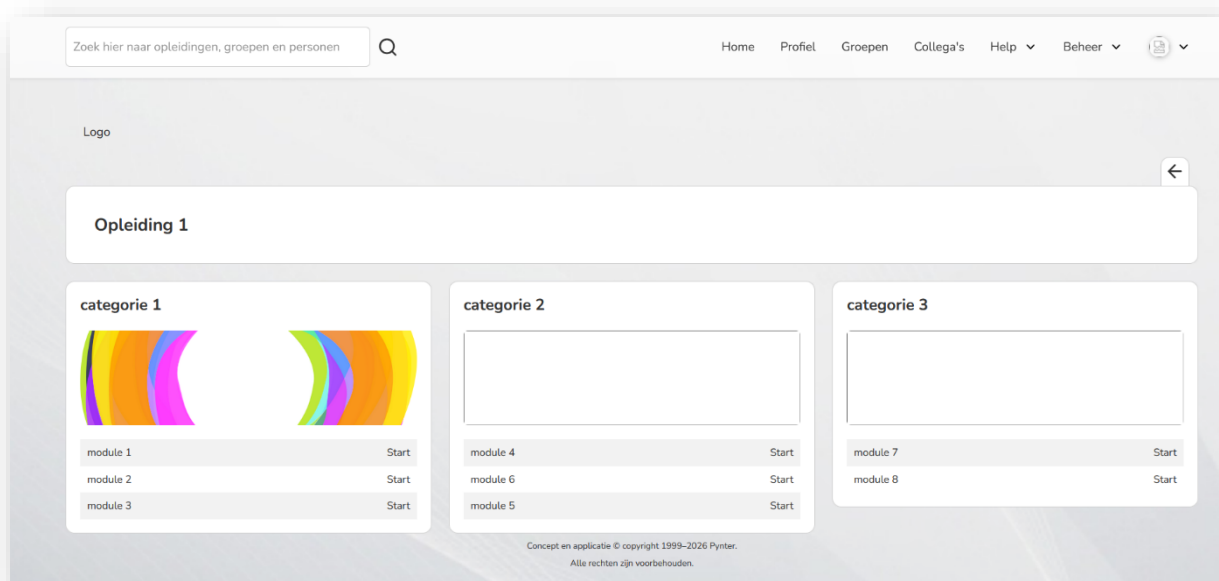 Zoek hier naar opleidingen, groepen en personen
Home Profiel Groepen Collega's Help Beheer
Logo
Opleiding 1
categorie 1
module 1 Start
module 2 Start
module 3 Start
categorie 2
module 4 Start
module 6 Start
module 5 Start
categorie 3
module 7 Start
module 8 Start
Concept en applicatie © copyright 1999–2026 Pynter.
Alle rechten zijn voorbehouden.